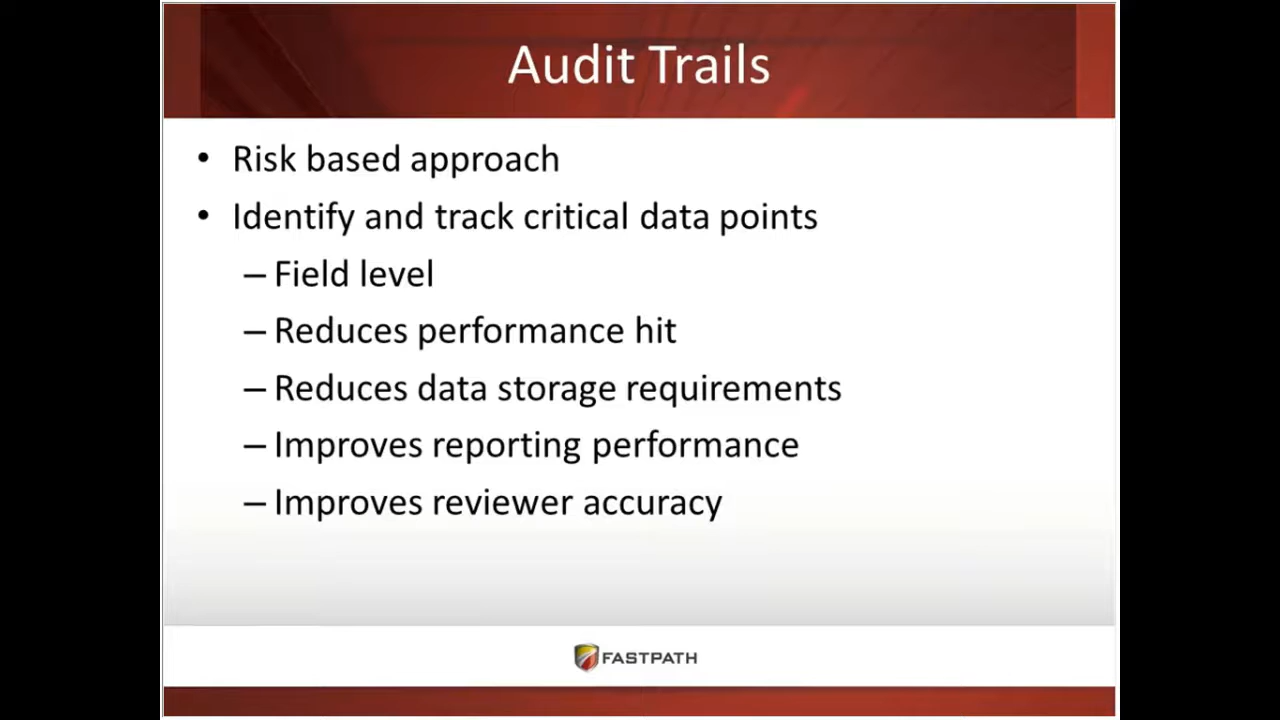 Audit Trails
• Risk based approach
• Identify and track critical data points
– Field level
– Reduces performance hit
– Reduces data storage requirements
– Improves reporting performance
– Improves reviewer accuracy
FASTPATH